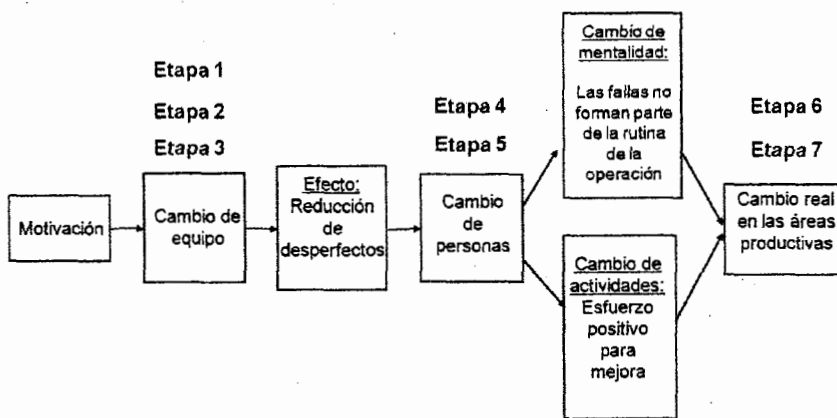 Etapa 1
Etapa 2
Etapa 3
Etapa 4
Etapa 5
Etapa 6
Etapa 7
Motivación
Cambio de
equipo
Efecto:
Reducción
de
desperfectos
Cambio
de
personas
Cambio de
mentalidad:
Las fallas no
forman parte
de la rutina
de la
operación
Cambio de
actividades:
Esfuerzo
positivo
para
mejora
Cambio real
en las áreas
productivas